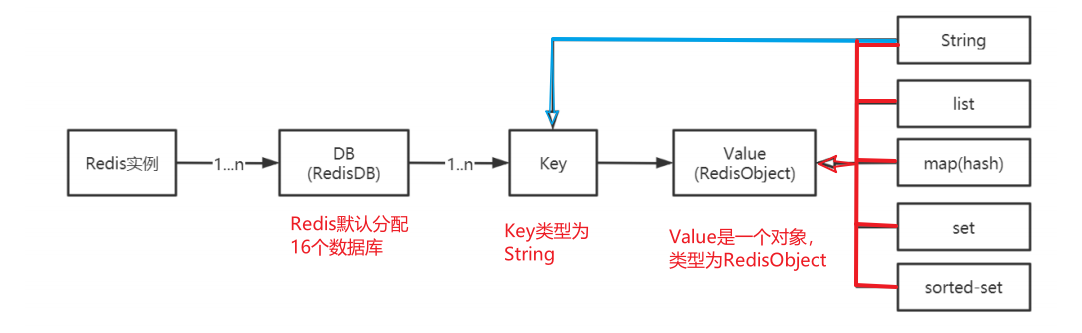 Redis实例
1...n
DB
(RedisDB)
1..n
Key
Value
(RedisObject)
String
list
map(hash)
set
sorted-set
Redis默认分配
16个数据库
Key类型为
String
Value是一个对象，
类型为RedisObject